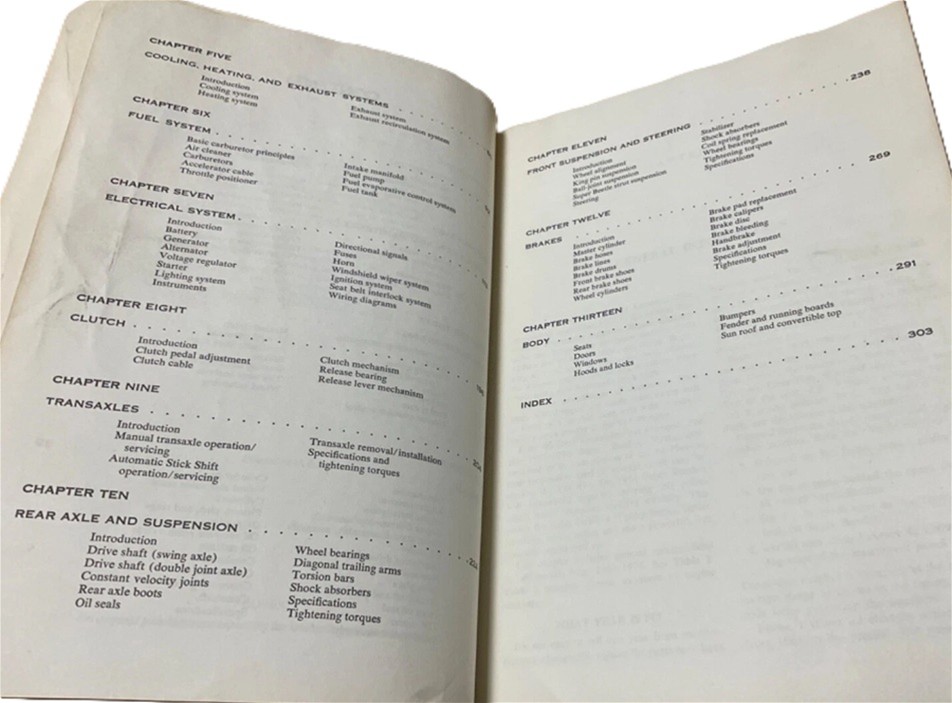 CHAPTER FIVE
COOLING, HEATING, AND EXHAUST SYSTEMS . . .
Introduction
Cooling system
Heating system
Exhaust system
Exhaust recirculation system
CHAPTER SIX
FUEL SYSTEM . . . . . . . . . . . . . . . . . . .
Basic carburetor principles
Air cleaner
Carburetors
Accelerator cable
Throttle positioner
Intake manifold
Fuel pump
Fuel evaporative control system
Fuel tank
CHAPTER SEVEN
ELECTRICAL SYSTEM . . . . . . . . . . . . . . . .
Introduction
Battery
Generator
Alternator
Voltage regulator
Starter
Lighting system
Instruments
Directional signals
Fuses
Horn
Windshield wiper system
Ignition system
Seat belt interlock system
Wiring diagrams
CHAPTER EIGHT
CLUTCH . . . . . . . . . . . . . . . . . . . . . .
Introduction
Clutch pedal adjustment
Clutch cable
Clutch mechanism
Release bearing
Release lever mechanism
CHAPTER NINE
TRANSAXLES . . . . . . . . . . . . . . . . . . . .
Introduction
Manual transaxle operation/
servicing
Automatic Stick Shift
operation/servicing
Transaxle removal/installation
Specifications and
tightening torques
CHAPTER TEN
REAR AXLE AND SUSPENSION . . . . . . . . . . . . .
Introduction
Drive shaft (swing axle)
Drive shaft (double joint axle)
Constant velocity joints
Rear axle boots
Oil seals
Wheel bearings
Diagonal trailing arms
Torsion bars
Shock absorbers
Specifications
Tightening torques
CHAPTER ELEVEN
FRONT SUSPENSION AND STEERING . . . . . . . . . . 238
Introduction
Wheel alignment
King pin suspension
Ball-joint suspension
Super Beetle strut suspension
Steering
Stabilizer
Shock absorbers
Coil spring replacement
Wheel bearings
Tightening torques
Specifications
CHAPTER TWELVE
BRAKES . . . . . . . . . . . . . . . . . . . . . . 269
Introduction
Master cylinder
Brake hoses
Brake lines
Brake drums
Front brake shoes
Rear brake shoes
Wheel cylinders
Brake pad replacement
Brake calipers
Brake disc
Brake bleeding
Handbrake
Brake adjustment
Specifications
Tightening torques
CHAPTER THIRTEEN
BODY . . . . . . . . . . . . . . . . . . . . . . . 291
Seats
Doors
Windows
Hoods and locks
Bumpers
Fender and running boards
Sun roof and convertible top
INDEX . . . . . . . . . . . . . . . . . . . . . . 303